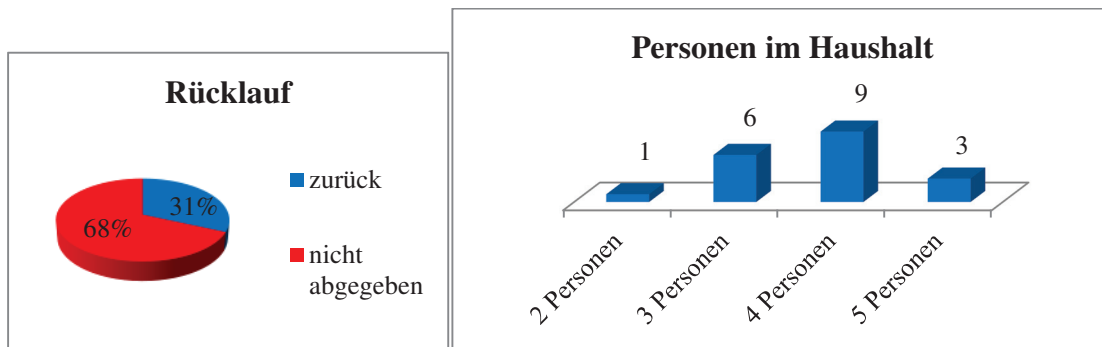 Rücklauf
31%
68%
zurück
nicht
abgegeben
Personen im Haushalt
1
6
9
3
2 Personen
3 Personen
4 Personen
5 Personen